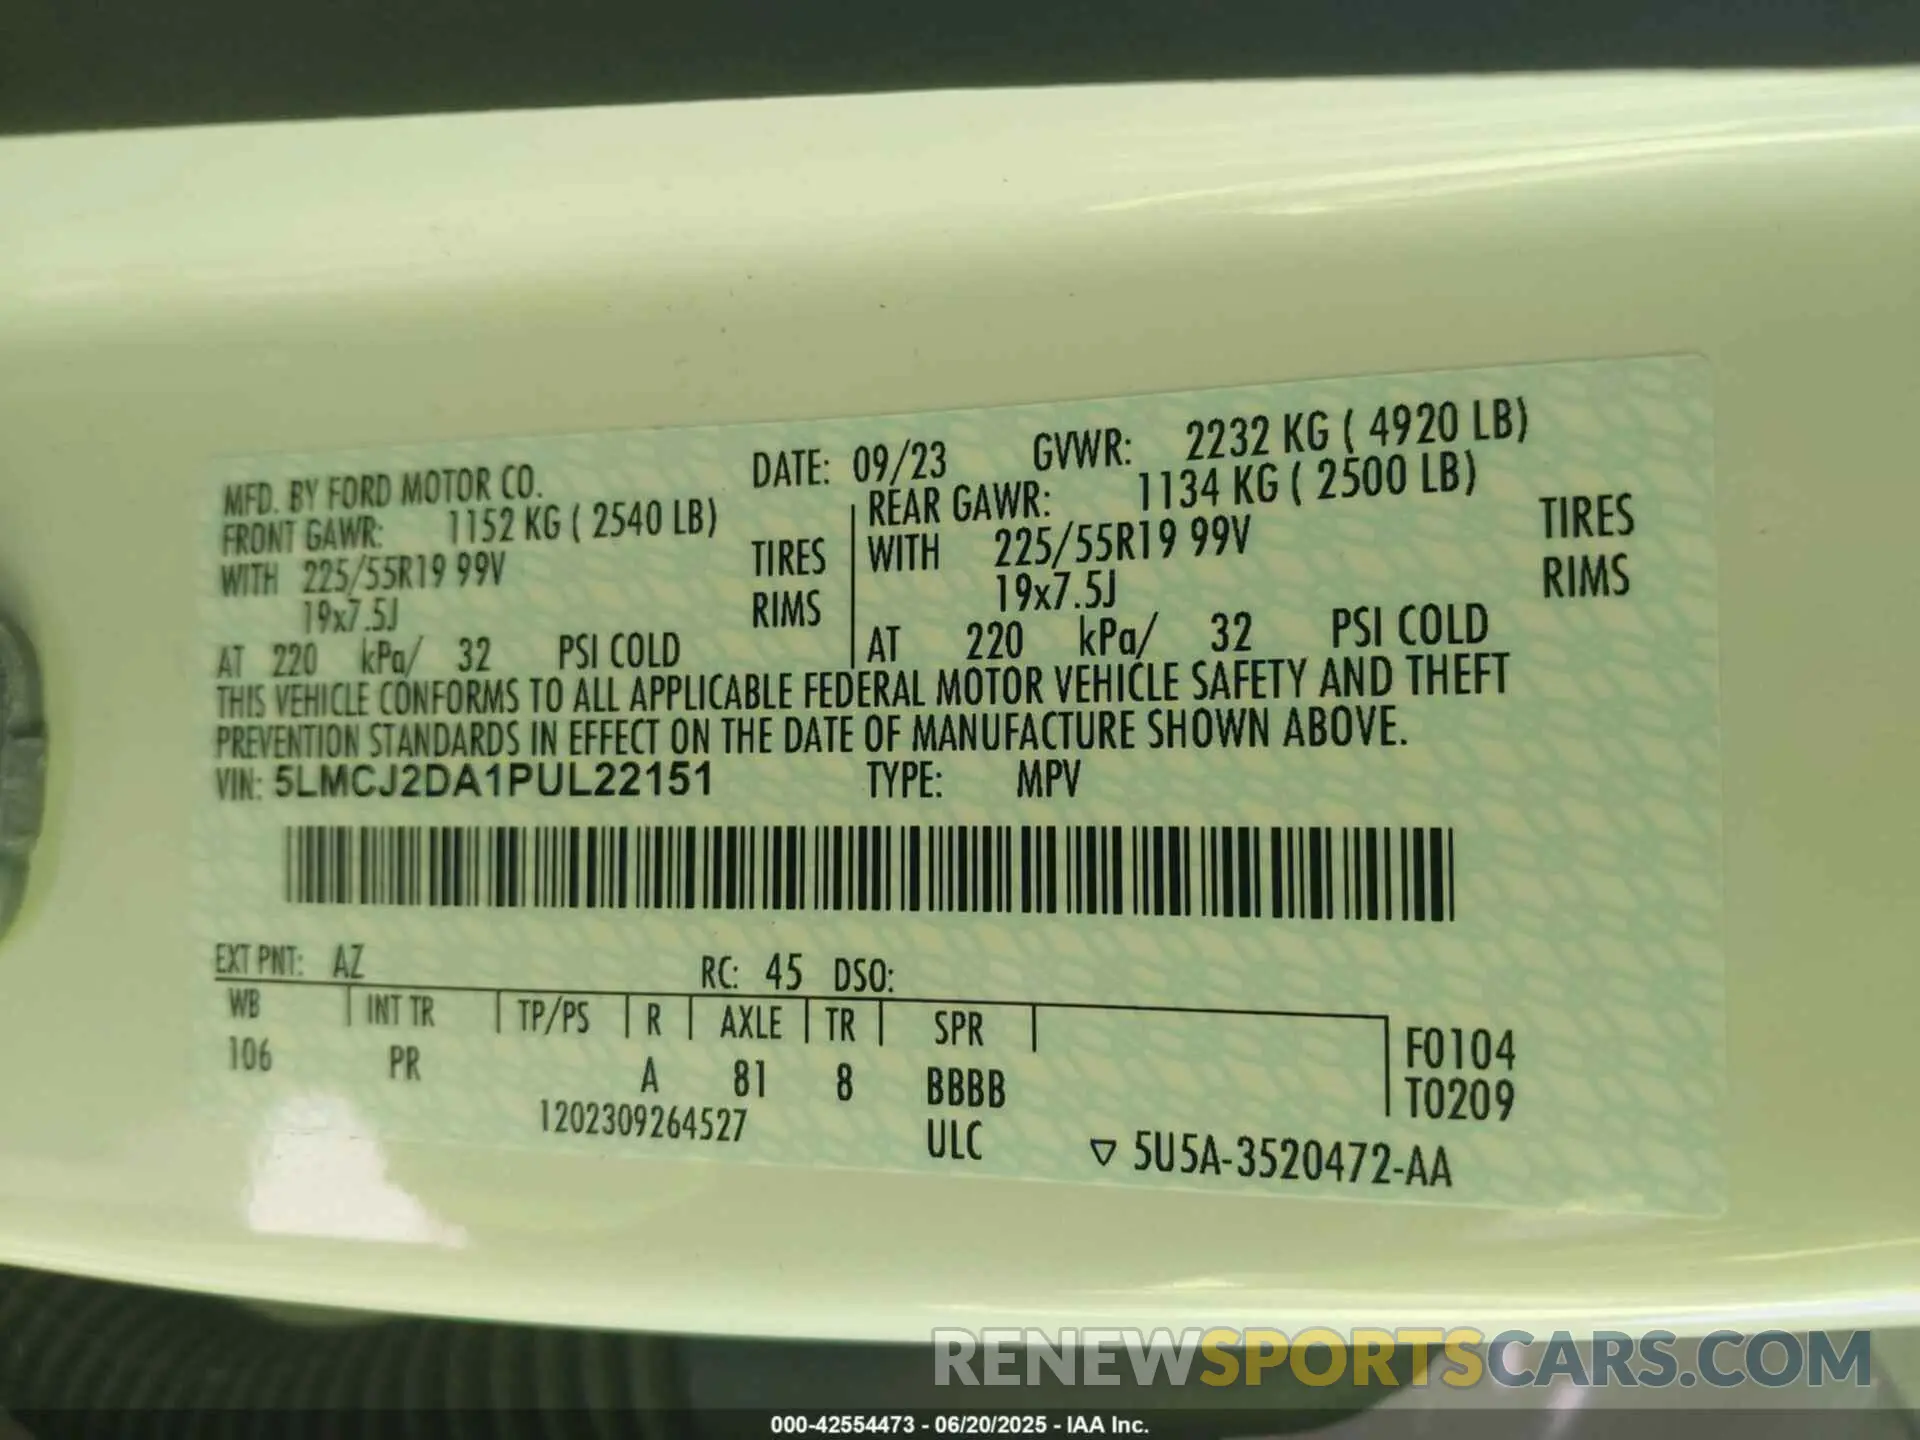 MFD. BY FORD MOTOR CO. DATE: 09/23 GVWR: 2232 KG ( 4920 LB)
FRONT GAWR: 1152 KG ( 2540 LB) REAR GAWR: 1134 KG ( 2500 LB)
WITH 225/55R19 99V TIRES WITH 225/55R19 99V TIRES
19x7.5J RIMS 19x7.5J RIMS
AT 220 kPa/ 32 PSI COLD AT 220 kPa/ 32 PSI COLD
THIS VEHICLE CONFORMS TO ALL APPLICABLE FEDERAL MOTOR VEHICLE SAFETY AND THEFT
PREVENTION STANDARDS IN EFFECT ON THE DATE OF MANUFACTURE SHOWN ABOVE.
VIN: 5LMCJ2DA1PUL22151 TYPE: MPV
EXT PNT: AZ RC: 45 DSO:
WB INT TR TP/PS R AXLE TR SPR F0104
106 PR A 81 8 BBBB T0209
1202309264527 ULC ▽ 5U5A-3520472-AA
RENEWSPORTSCARS.COM
000-42554473 - 06/20/2025 - IAA Inc.